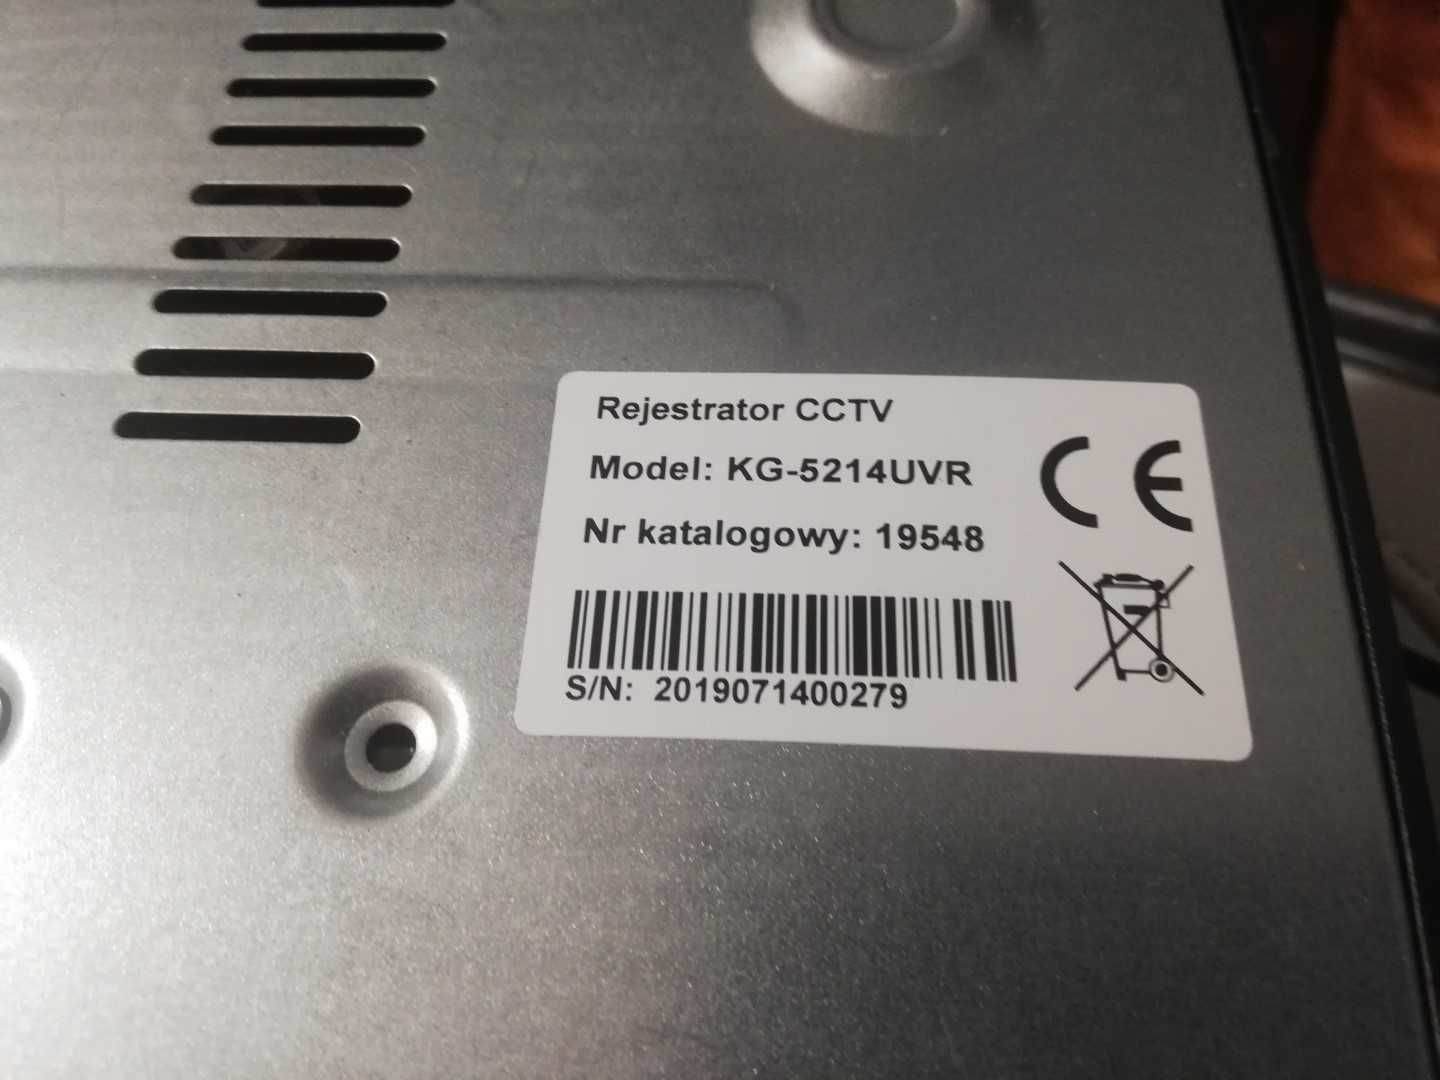 Rejestrator CCTV
Model: KG-5214UVR
Nr katalogowy: 19548
CE
S/N: 2019071400279